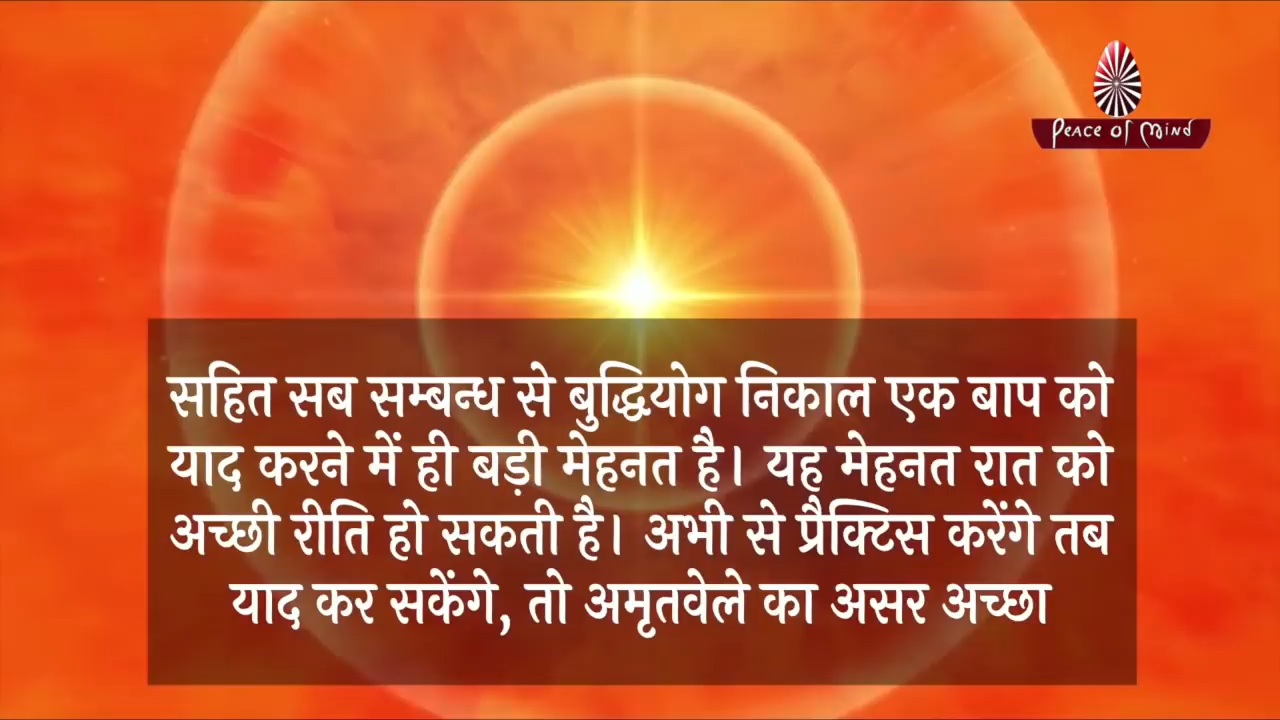 Peace of Mind
सहित सब सम्बन्ध से बुद्धियोग निकाल एक बाप को
याद करने में ही बड़ी मेहनत है। यह मेहनत रात को
अच्छी रीति हो सकती है। अभी से प्रैक्टिस करेंगे तब
याद कर सकेंगे, तो अमृतवेले का असर अच्छा